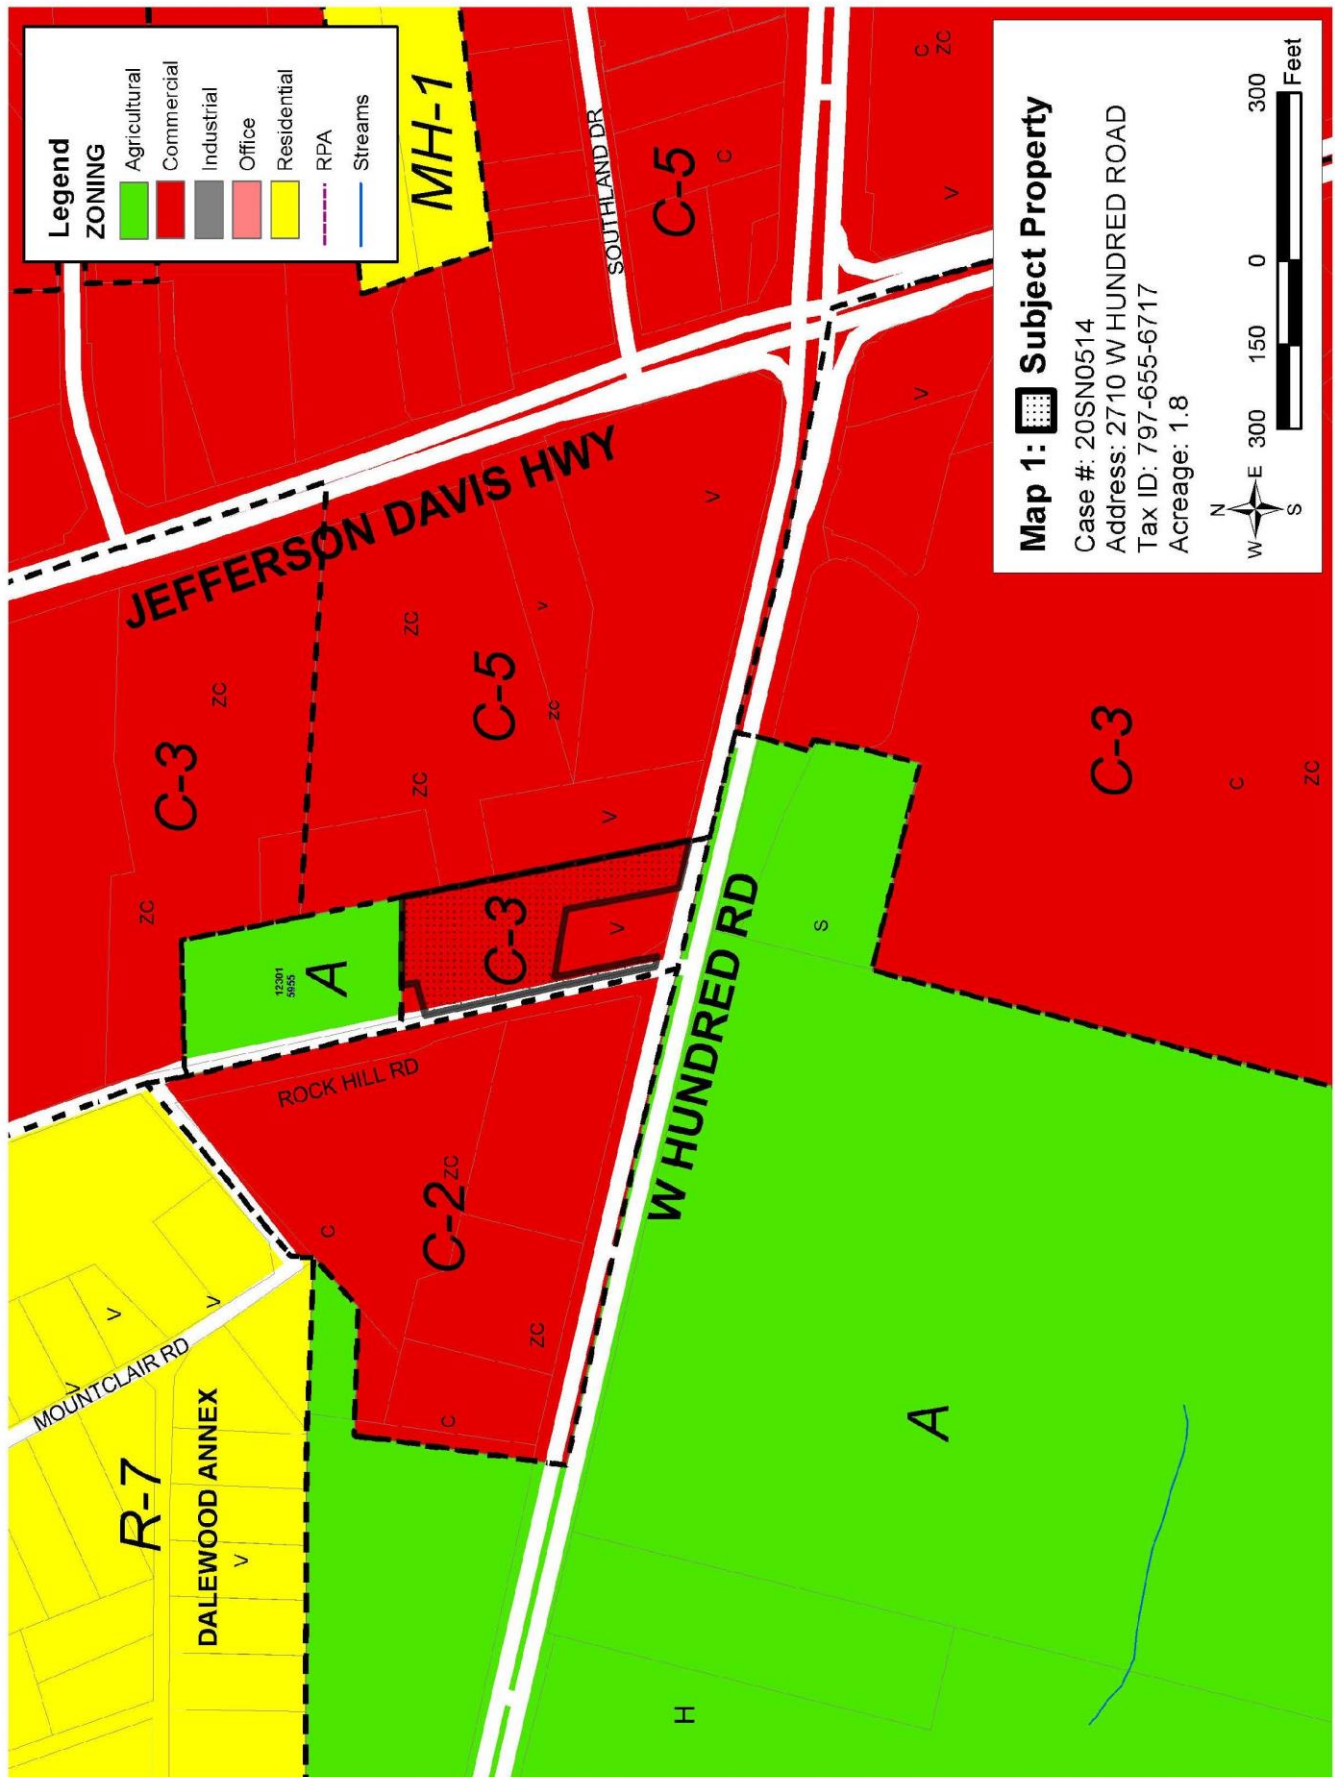 Legend
ZONING
Agricultural
Commercial
Industrial
Office
Residential
RPA
Streams
MH-1
SOUTHLAND DR
C-5
C
C
ZC
V
V
JEFFERSON DAVIS HWY
V
C-3
ZC
ZC
ZC
C-5
ZC
V
ZC
V
12301
5955
A
C-3
V
ROCK HILL RD
W HUNDRED RD
S
C-3
C
ZC
C-2
ZC
C
ZC
C
MOUNTCLAIR RD
V
V
V
R-7
DALEWOOD ANNEX
V
A
H
Map 1: Subject Property
Case #: 20SN0514
Address: 2710 W HUNDRED ROAD
Tax ID: 797-655-6717
Acreage: 1.8
N
W E
S
300 150 0 300
Feet